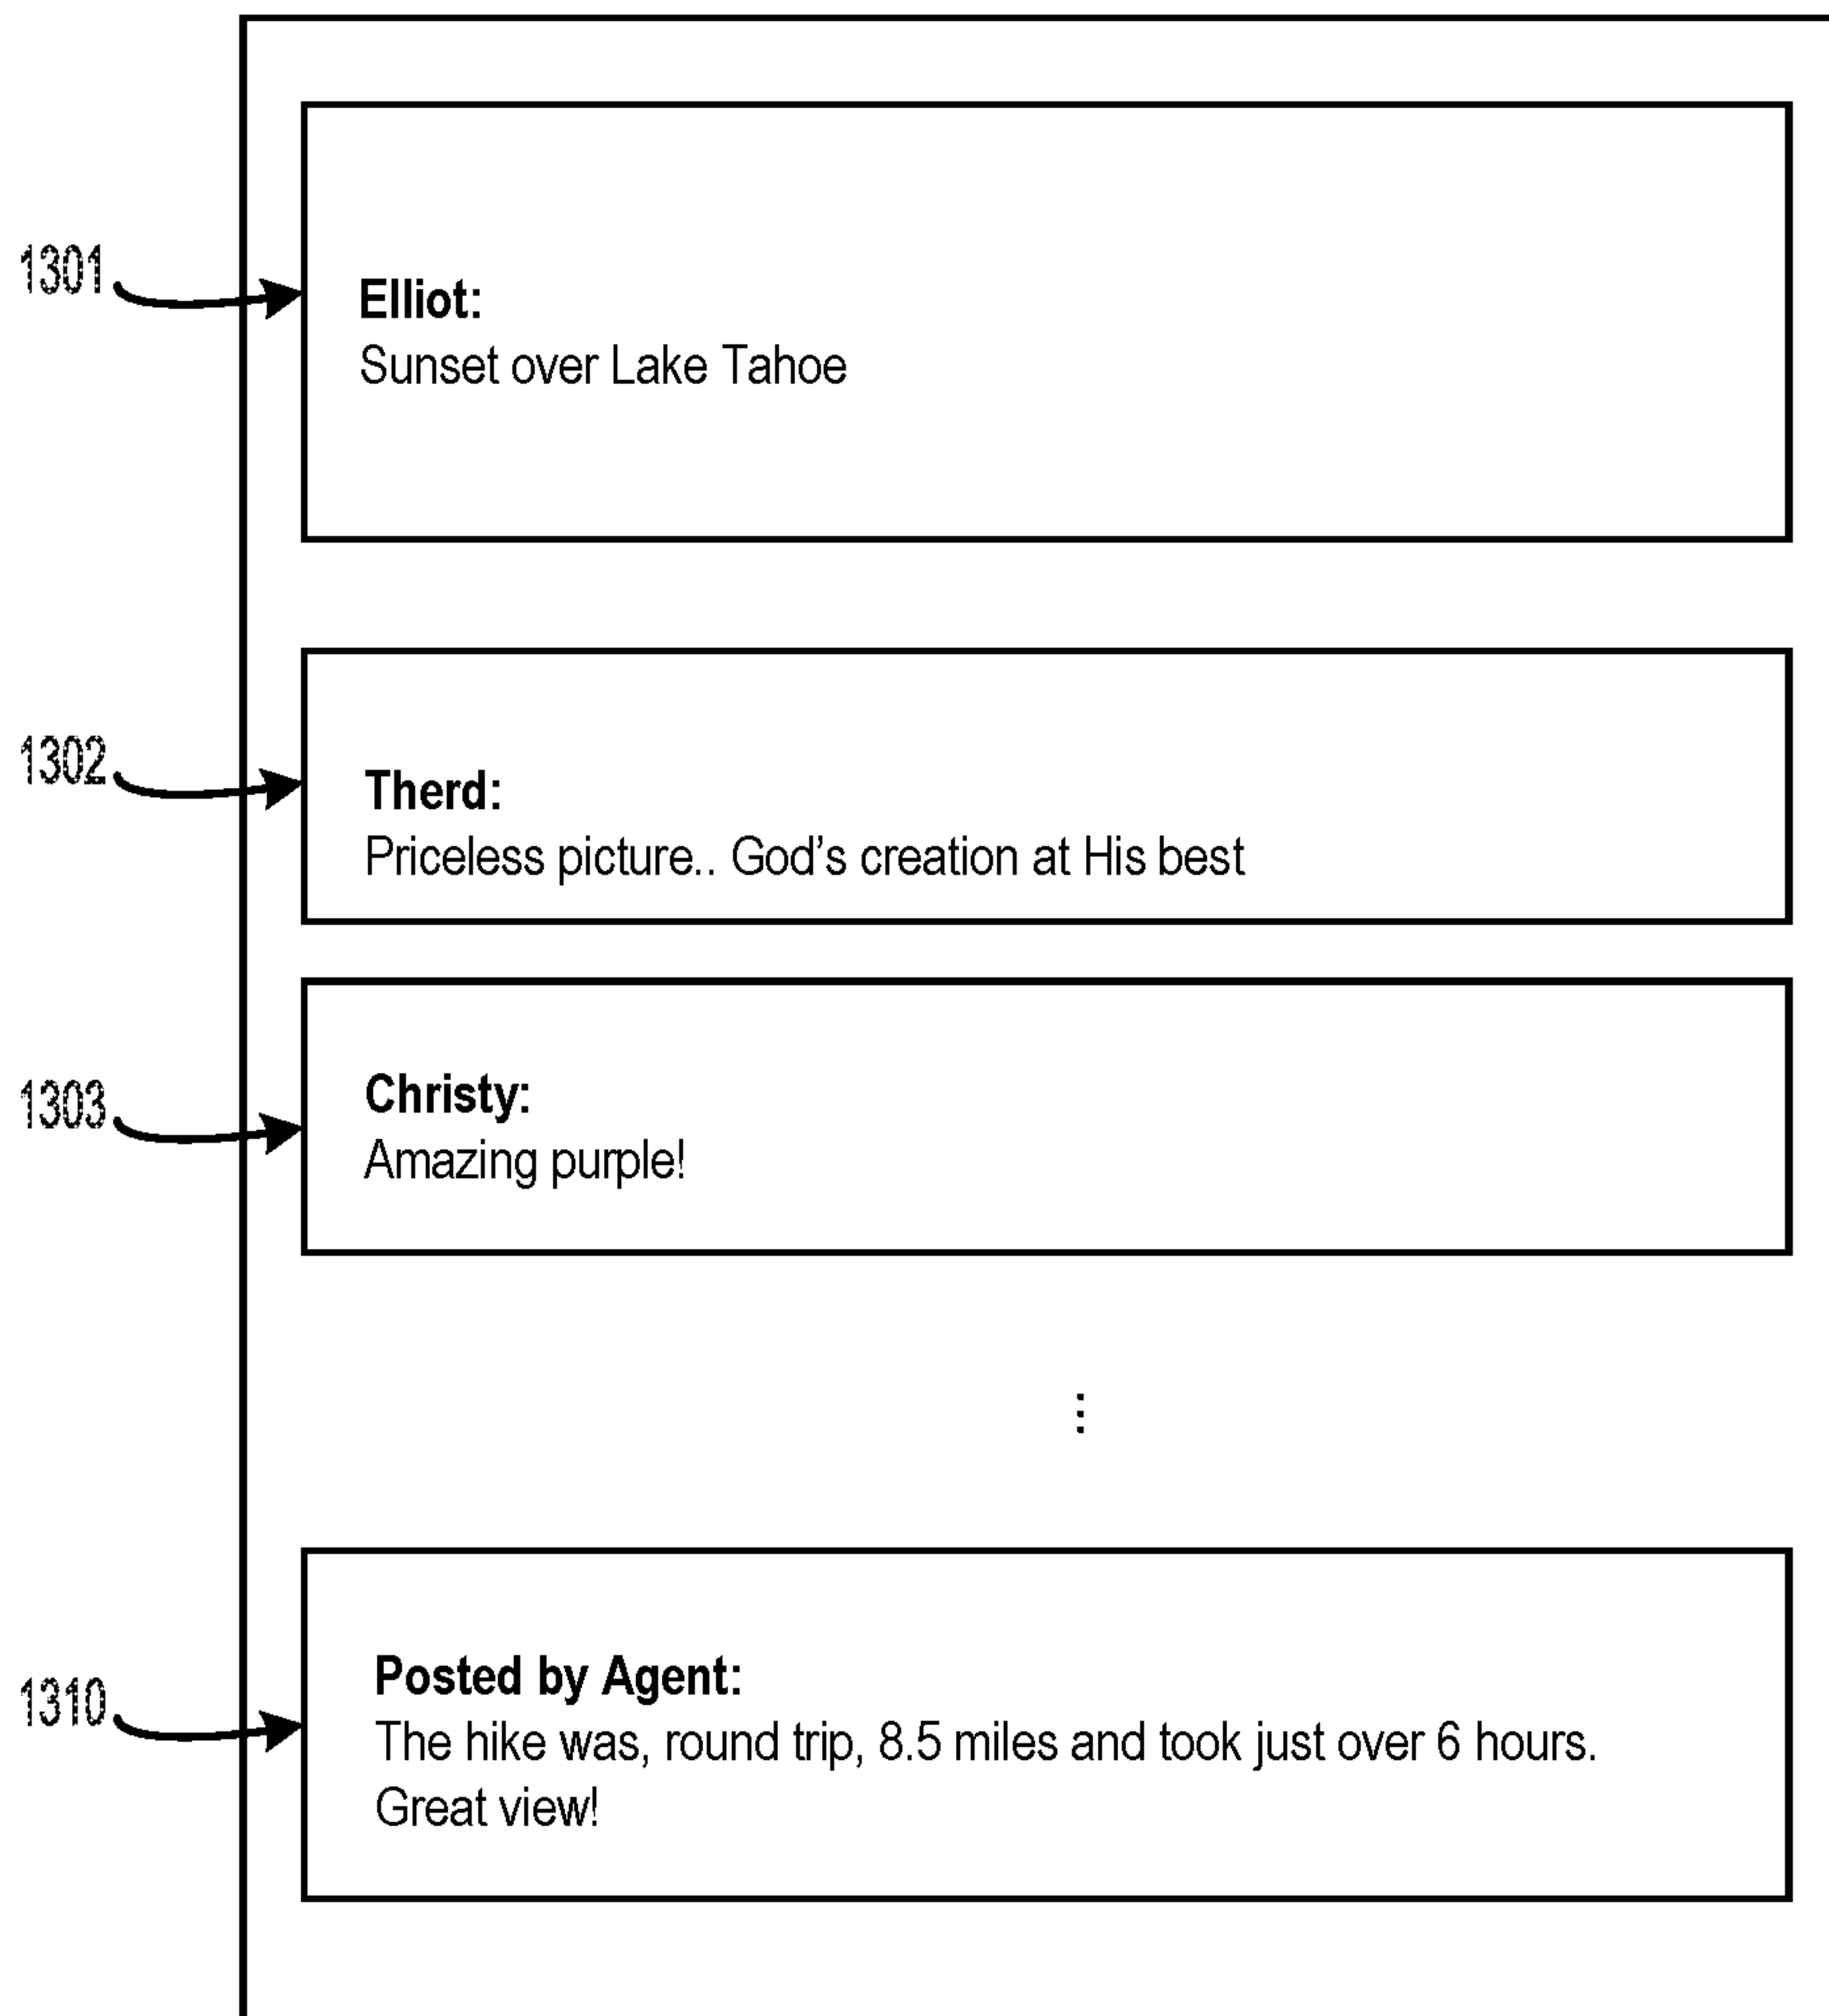 1301
Elliot:
Sunset over Lake Tahoe
1302
Therd:
Priceless picture.. God's creation at His best
1303
Christy:
Amazing purple!
⋮
1310
Posted by Agent:
The hike was, round trip, 8.5 miles and took just over 6 hours.
Great view!